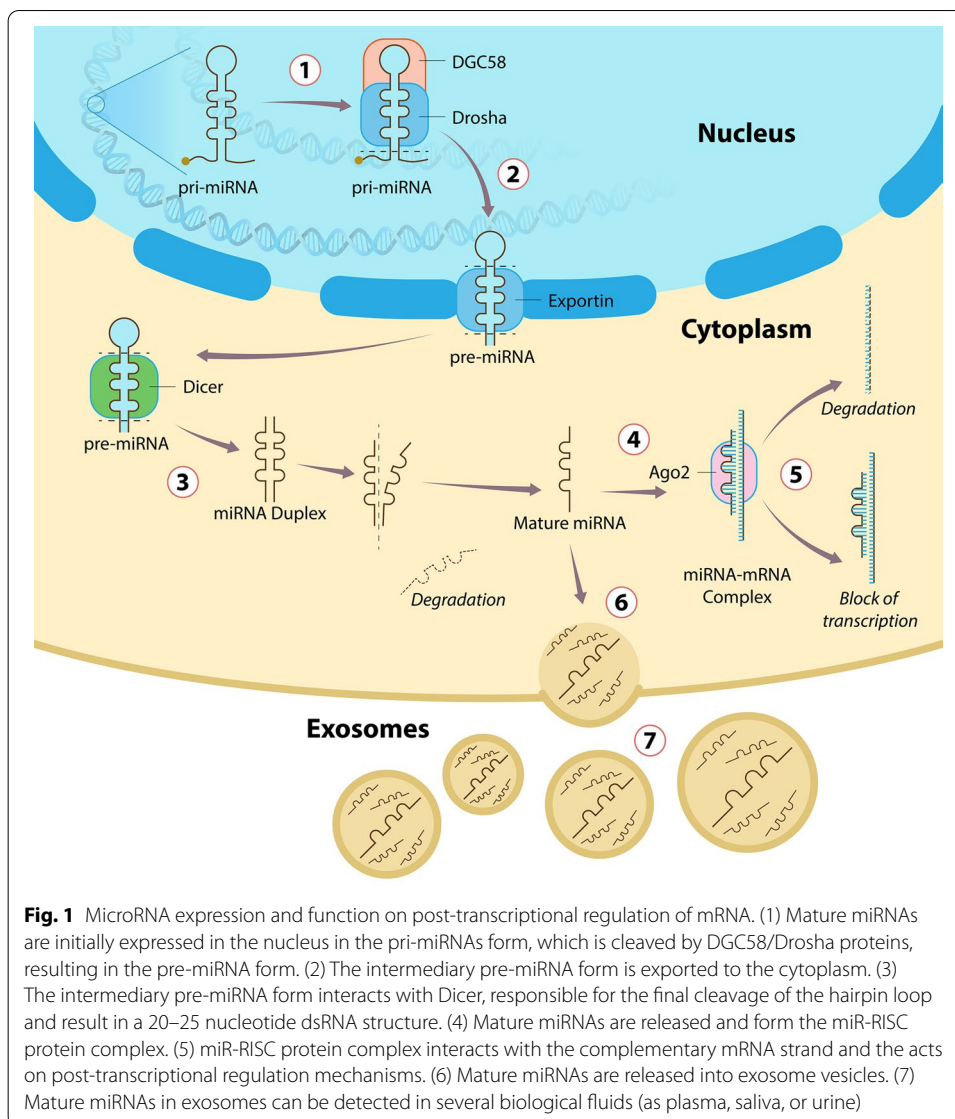 1
DGC58
Drosha
Nucleus
pri-miRNA
pri-miRNA
2
Exportin
Cytoplasm
pre-miRNA
Dicer
pre-miRNA
Degradation
4
Ago2
5
3
miRNA Duplex
Mature miRNA
miRNA-mRNA
Complex
Degradation
Block of
transcription
6
Exosomes
7
Fig. 1 MicroRNA expression and function on post-transcriptional regulation of mRNA. (1) Mature miRNAs
are initially expressed in the nucleus in the pri-miRNAs form, which is cleaved by DGC58/Drosha proteins,
resulting in the pre-miRNA form. (2) The intermediary pre-miRNA form is exported to the cytoplasm. (3)
The intermediary pre-miRNA form interacts with Dicer, responsible for the final cleavage of the hairpin loop
and result in a 20–25 nucleotide dsRNA structure. (4) Mature miRNAs are released and form the miR-RISC
protein complex. (5) miR-RISC protein complex interacts with the complementary mRNA strand and the acts
on post-transcriptional regulation mechanisms. (6) Mature miRNAs are released into exosome vesicles. (7)
Mature miRNAs in exosomes can be detected in several biological fluids (as plasma, saliva, or urine)